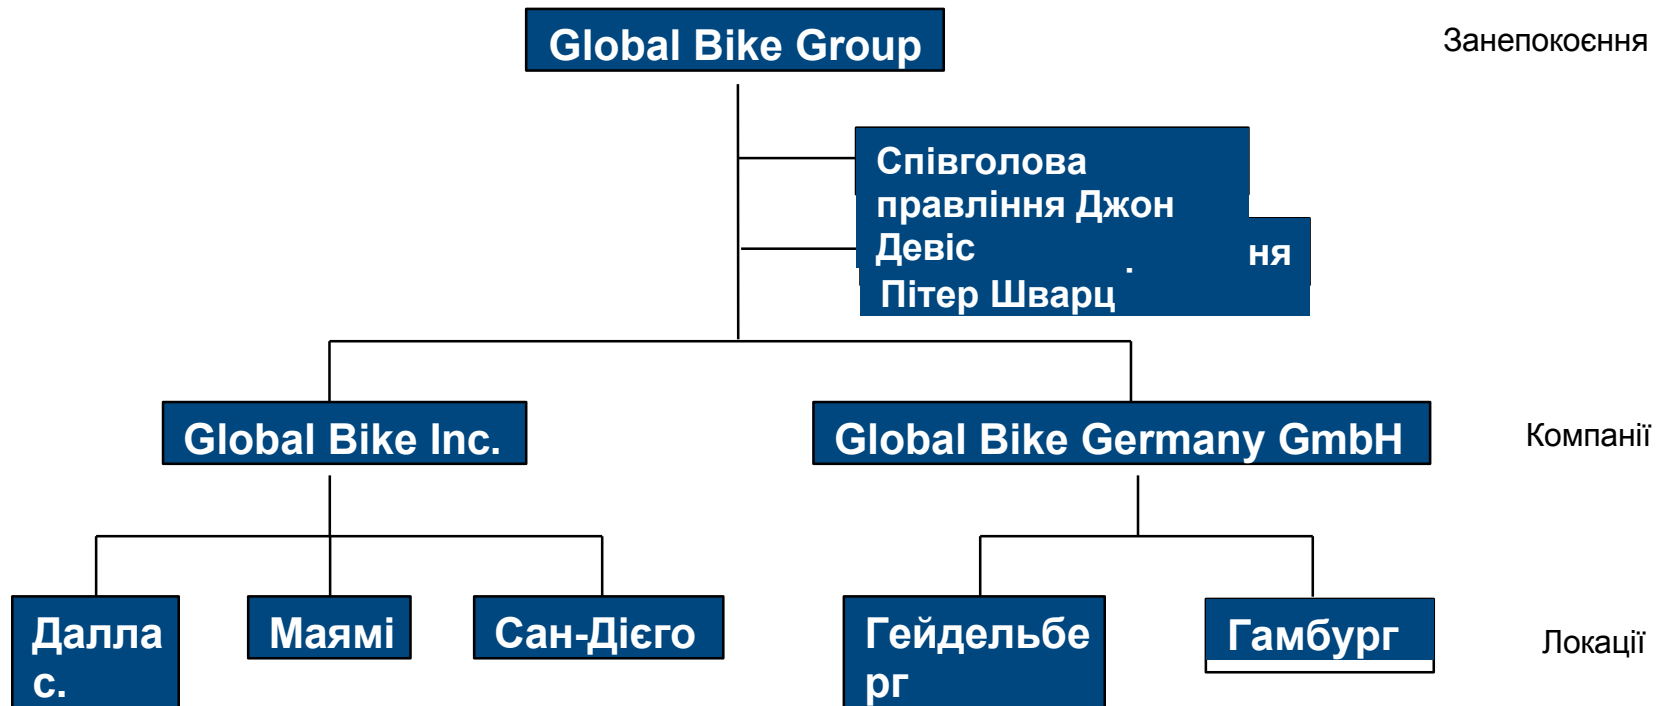 Global Bike Group
Занепокоєння
Співголова
правління Джон
Девіс
ня
Пітер Шварц
Global Bike Inc.
Global Bike Germany GmbH
Компанії
Далла
с.
Маямі
Сан-Дієго
Гейдельбе
рг
Гамбург
Локації